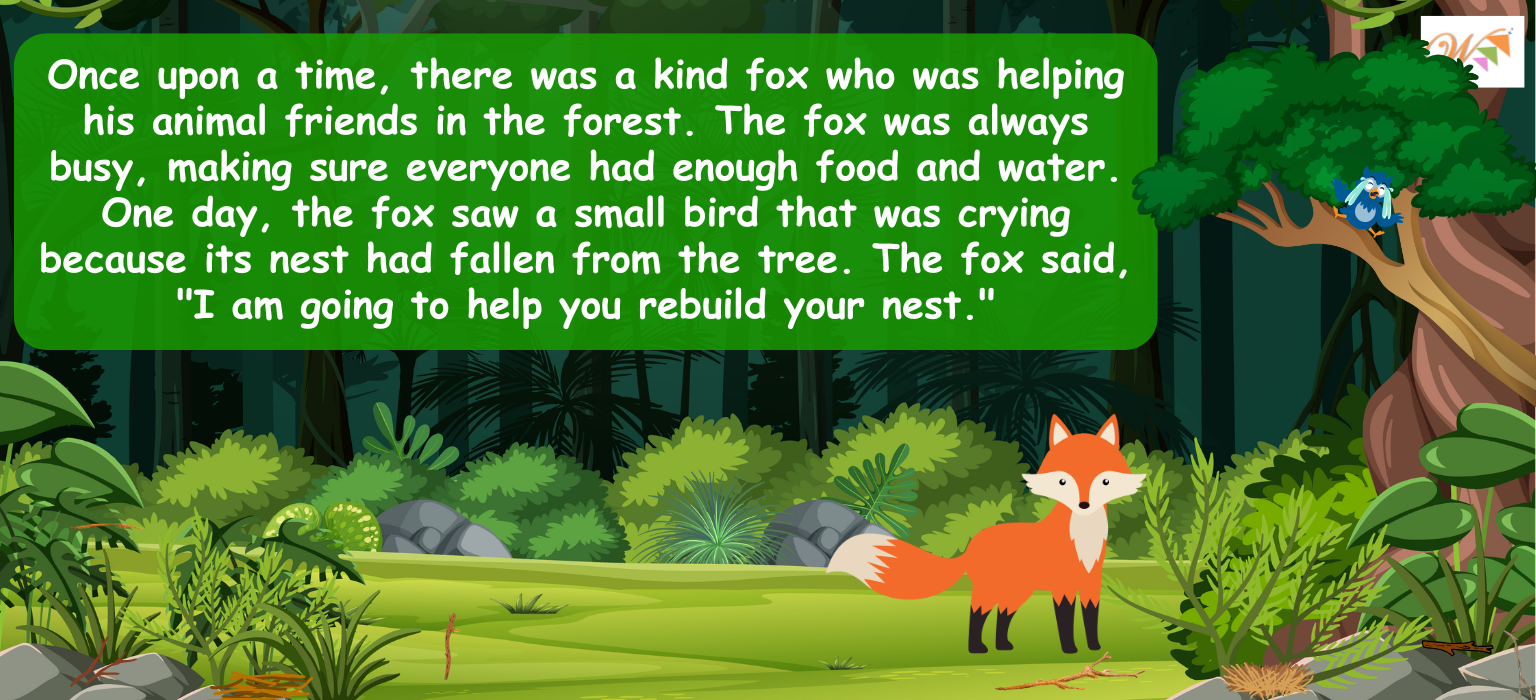 Once upon a time, there was a kind fox who was helping
his animal friends in the forest. The fox was always
busy, making sure everyone had enough food and water.
One day, the fox saw a small bird that was crying
because its nest had fallen from the tree. The fox said,
"I am going to help you rebuild your nest."
W